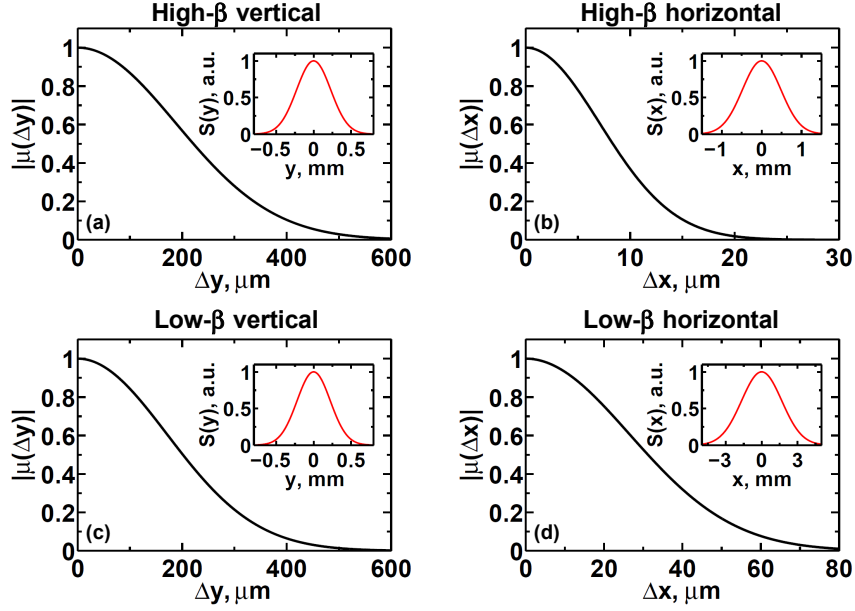 High-β vertical
|μ(Δy)|
1
0.8
0.6
0.4
0.2
0
(a)
0 200 400 600
Δy, μm
S(y), a.u.
1
0.5
0
−0.5 0 0.5
y, mm
High-β horizontal
|μ(Δx)|
1
0.8
0.6
0.4
0.2
0
(b)
0 10 20 30
Δx, μm
S(x), a.u.
1
0.5
0
−1 0 1
x, mm
Low-β vertical
|μ(Δy)|
1
0.8
0.6
0.4
0.2
0
(c)
0 200 400 600
Δy, μm
S(y), a.u.
1
0.5
0
−0.5 0 0.5
y, mm
Low-β horizontal
|μ(Δx)|
1
0.8
0.6
0.4
0.2
0
(d)
0 20 40 60 80
Δx, μm
S(x), a.u.
1
0.5
0
−3 0 3
x, mm